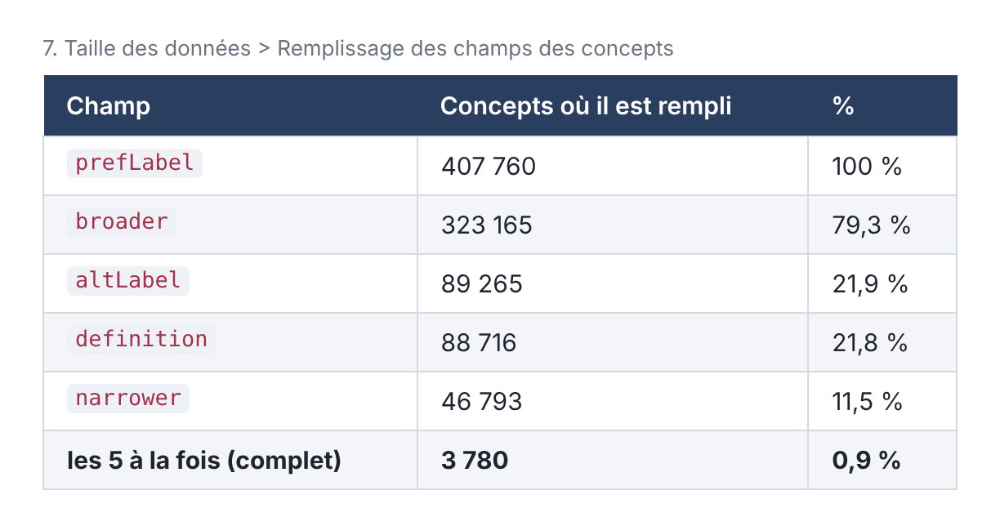 7. Taille des données > Remplissage des champs des concepts
Champ Concepts où il est rempli %
prefLabel 407 760 100 %
broader 323 165 79,3 %
altLabel 89 265 21,9 %
definition 88 716 21,8 %
narrower 46 793 11,5 %
les 5 à la fois (complet) 3 780 0,9 %